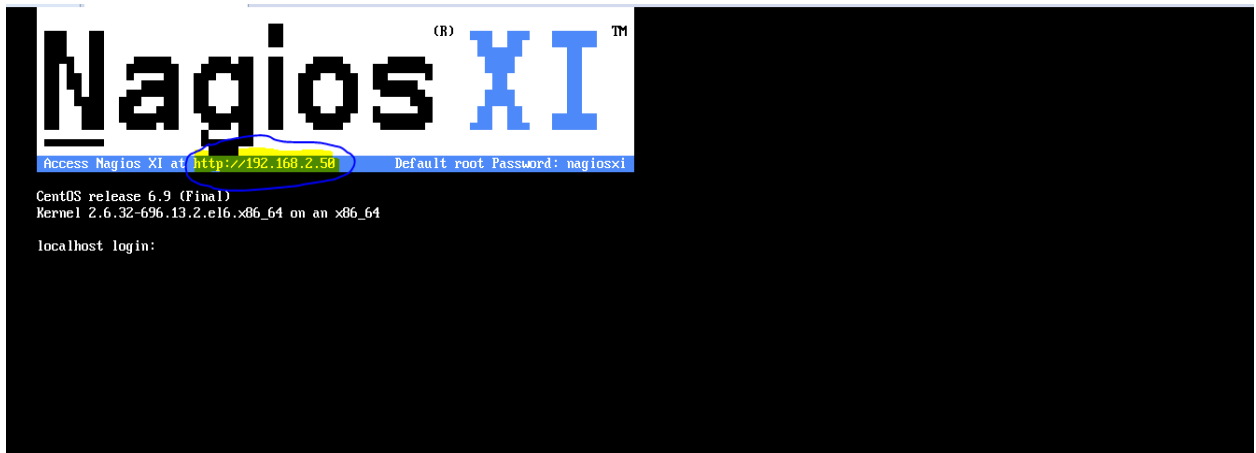 Nagios (R) XI TM
Access Nagios XI at http://192.168.2.50 Default root Password: nagiosxi
CentOS release 6.9 (Final)
Kernel 2.6.32-696.13.2.el6.x86_64 on an x86_64
localhost login: